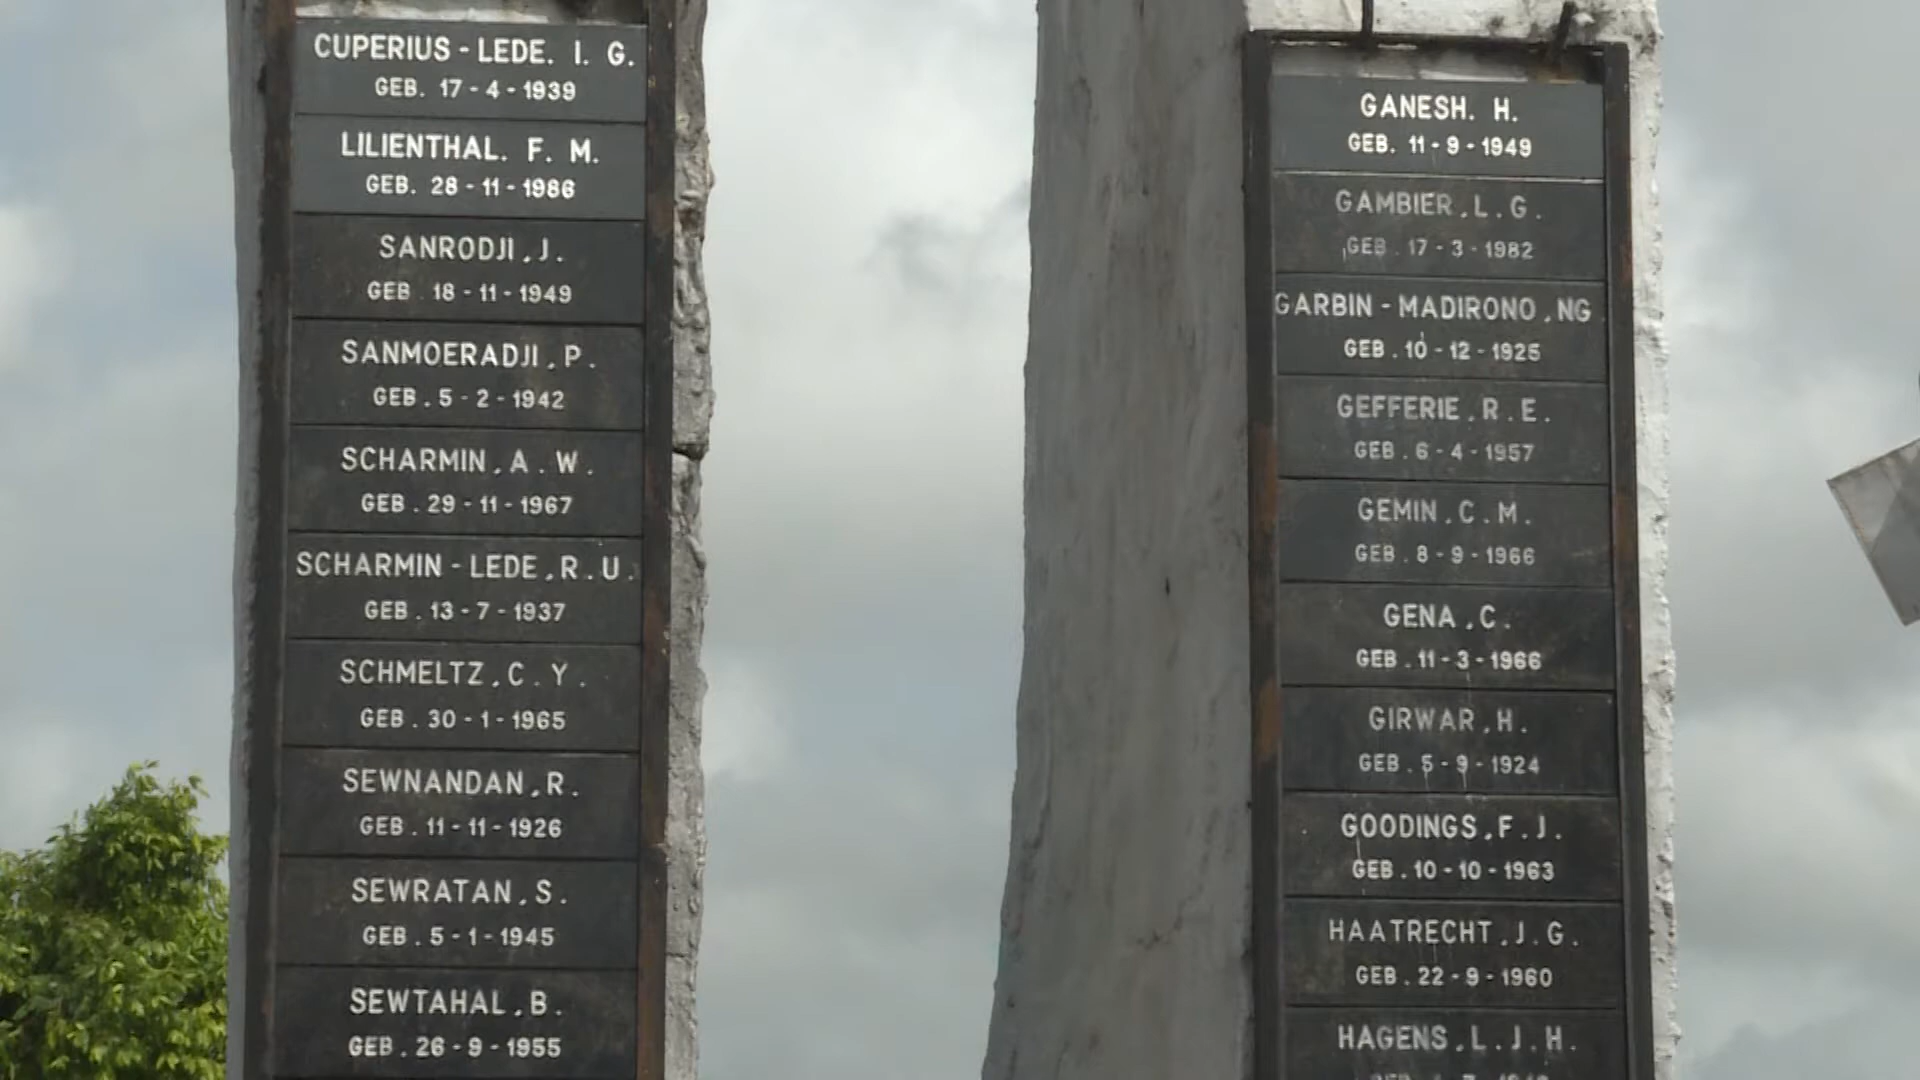 CUPERIUS - LEDE. I. G.
GEB. 17 - 4 - 1939
LILIENTHAL. F. M.
GEB. 28 - 11 - 1986
SANRODJI , J.
GEB. 18 - 11 - 1949
SANMOERADJI , P.
GEB. 5 - 2 - 1942
SCHARMIN , A. W.
GEB. 29 - 11 - 1967
SCHARMIN - LEDE , R. U.
GEB. 13 - 7 - 1937
SCHMELTZ , C. Y.
GEB. 30 - 1 - 1965
SEWNANDAN , R.
GEB. 11 - 11 - 1926
SEWRATAN , S.
GEB. 5 - 1 - 1945
SEWTAHAL , B.
GEB. 26 - 9 - 1955
GANESH. H.
GEB. 11 - 9 - 1949
GAMBIER , L. G.
GEB. 17 - 3 - 1982
GARBIN - MADIRONO , NG.
GEB. 10 - 12 - 1925
GEFFERIE , R. E.
GEB. 6 - 4 - 1957
GEMIN , C. M.
GEB. 8 - 9 - 1966
GENA , C.
GEB. 11 - 3 - 1966
GIRWAR , H.
GEB. 5 - 9 - 1924
GOODINGS , F. J.
GEB. 10 - 10 - 1963
HAATRECHT , J. G.
GEB. 22 - 9 - 1960
HAGENS , L. J. H.